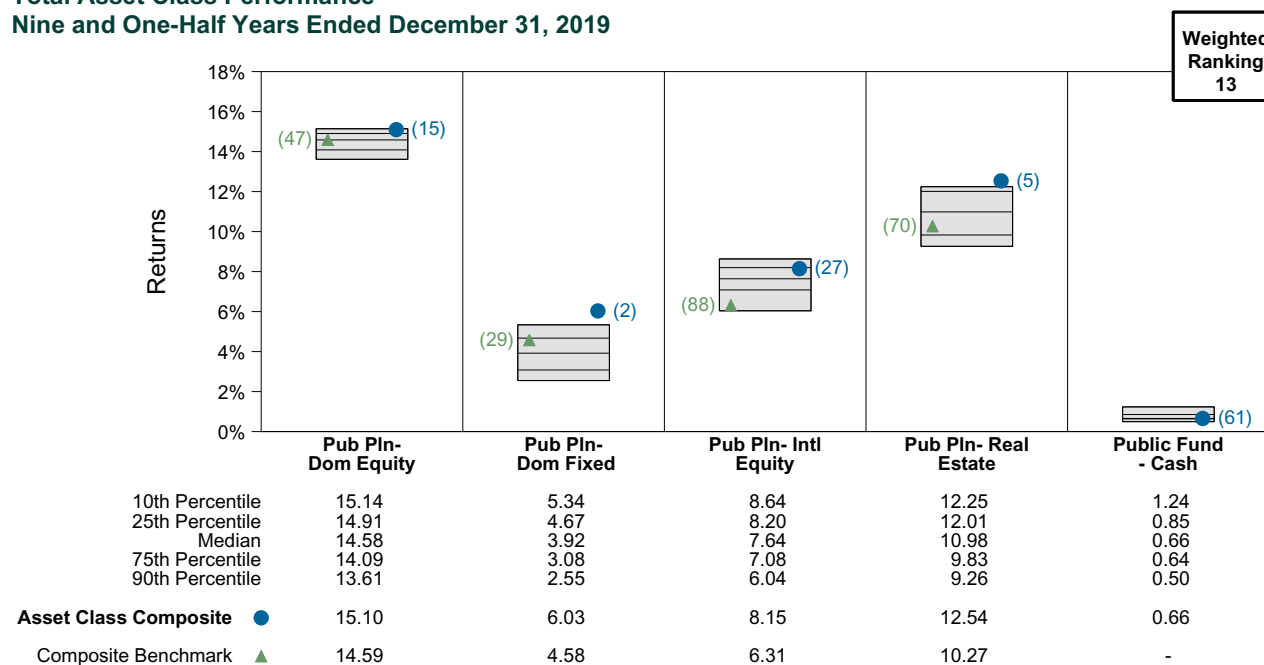 Total Asset Class Performance
Nine and One-Half Years Ended December 31, 2019
Weighted
Ranking
13
18%
16%
14%
12%
10%
8%
6%
4%
2%
0%
Returns
(47) (15)
(29) (2)
(88) (27)
(70) (5)
(61)
Pub Pln- Dom Equity
Pub Pln- Dom Fixed
Pub Pln- Intl Equity
Pub Pln- Real Estate
Public Fund - Cash
10th Percentile 15.14 5.34 8.64 12.25 1.24
25th Percentile 14.91 4.67 8.20 12.01 0.85
Median 14.58 3.92 7.64 10.98 0.66
75th Percentile 14.09 3.08 7.08 9.83 0.64
90th Percentile 13.61 2.55 6.04 9.26 0.50
Asset Class Composite 15.10 6.03 8.15 12.54 0.66
Composite Benchmark 14.59 4.58 6.31 10.27 -